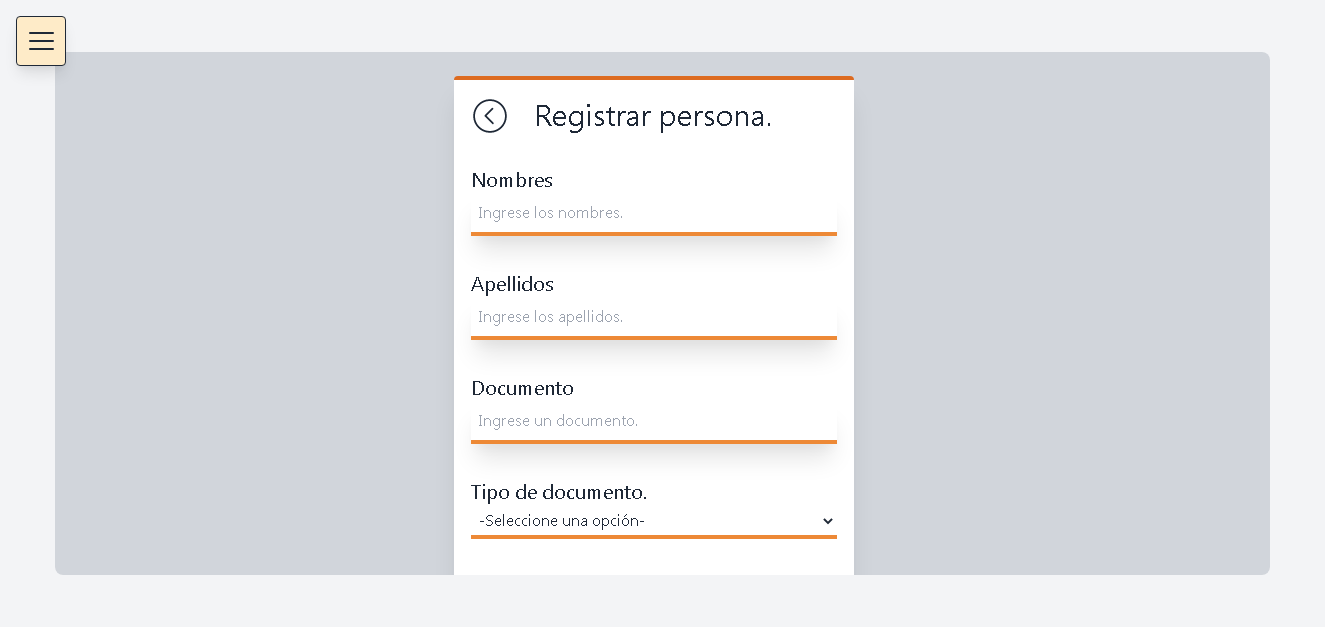 Registrar persona.
Nombres
Ingrese los nombres.
Apellidos
Ingrese los apellidos.
Documento
Ingrese un documento.
Tipo de documento.
-Seleccione una opción-